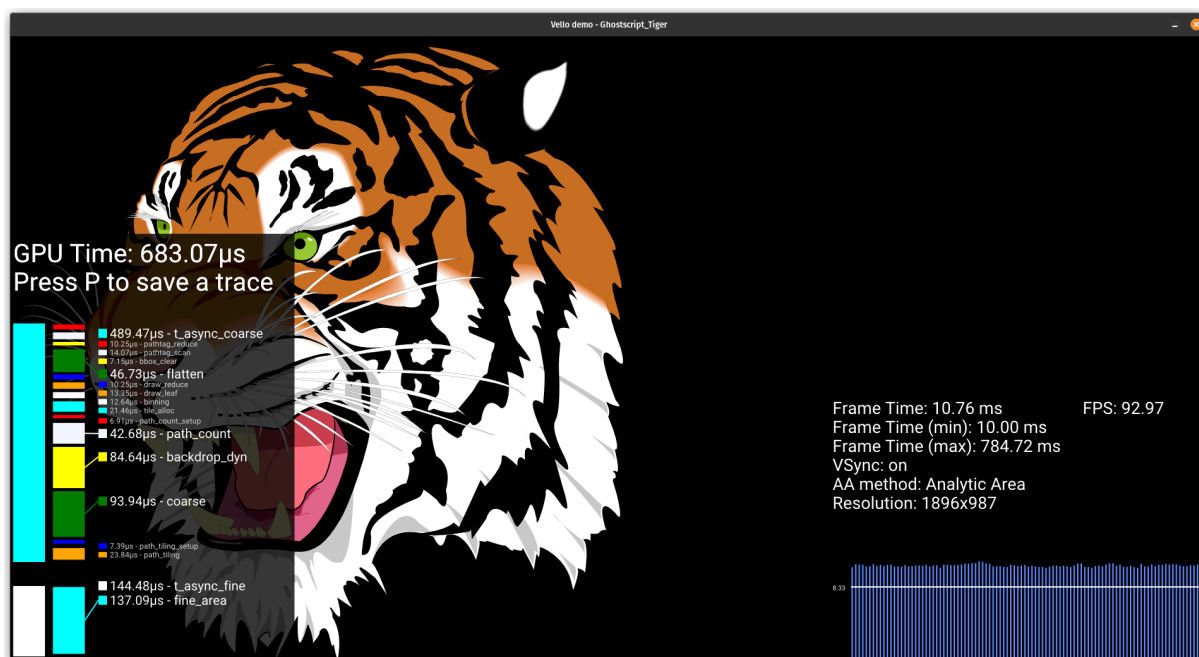 Vello demo - Ghostscript_Tiger
GPU Time: 683.07µs
Press P to save a trace
489.47µs - t_async_coarse
10.25µs - pathtag_reduce
14.07µs - pathtag_scan
7.15µs - bbox_clear
46.73µs - flatten
10.25µs - draw_reduce
13.35µs - draw_leaf
12.64µs - binning
21.46µs - tile_alloc
6.91µs - path_count_setup
42.68µs - path_count
84.64µs - backdrop_dyn
93.94µs - coarse
7.39µs - path_tiling_setup
23.84µs - path_tiling
144.48µs - t_async_fine
137.09µs - fine_area
Frame Time: 10.76 ms FPS: 92.97
Frame Time (min): 10.00 ms
Frame Time (max): 784.72 ms
VSync: on
AA method: Analytic Area
Resolution: 1896x987
8.33